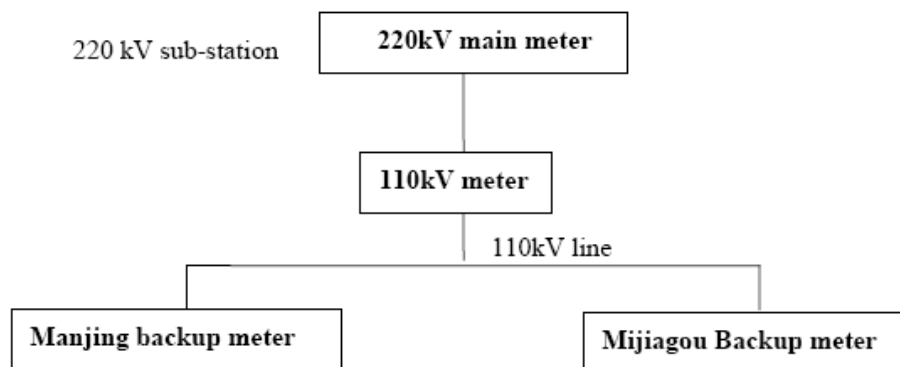 220kV main meter
220 kV sub-station
110kV meter
110kV line
Manjing backup meter
Mijiagou Backup meter